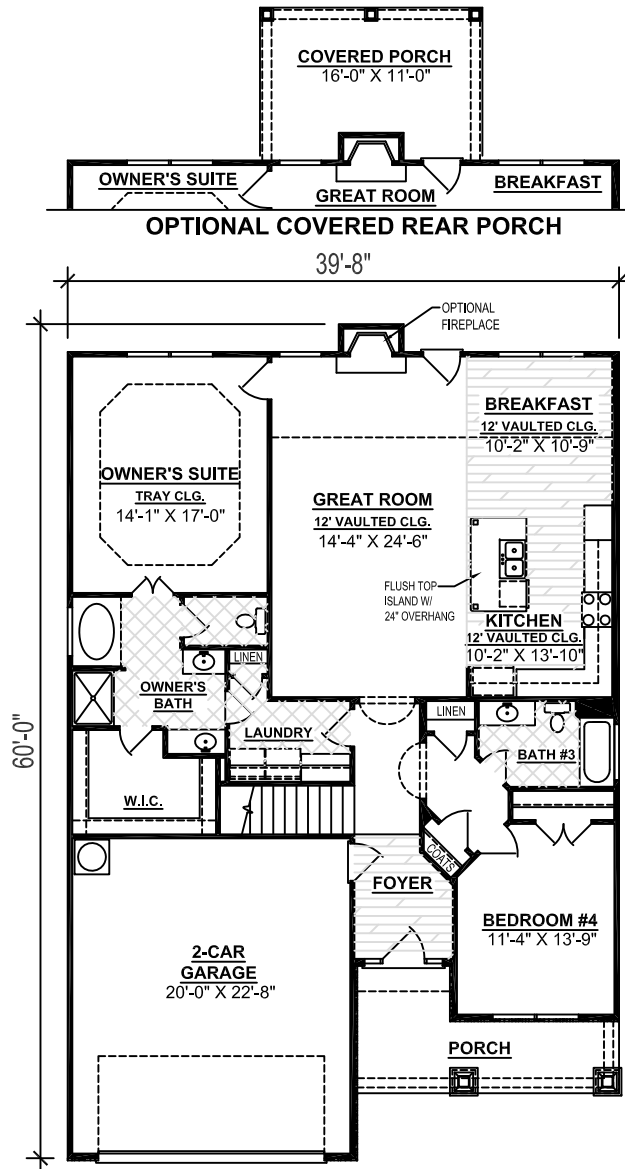 COVERED PORCH
16'-0" X 11'-0"
OWNER'S SUITE
GREAT ROOM
BREAKFAST
OPTIONAL COVERED REAR PORCH
39'-8"
OPTIONAL
FIREPLACE
BREAKFAST
12' VAULTED CLG.
10'-2" X 10'-9"
OWNER'S SUITE
TRAY CLG.
14'-1" X 17'-0"
GREAT ROOM
12' VAULTED CLG.
14'-4" X 24'-6"
FLUSH TOP
ISLAND W/
24" OVERHANG
KITCHEN
12' VAULTED CLG.
10'-2" X 13'-10"
LINEN
OWNER'S
BATH
LAUNDRY
LINEN
BATH #3
60'-0"
W.I.C.
COATS
FOYER
BEDROOM #4
11'-4" X 13'-9"
2-CAR
GARAGE
20'-0" X 22'-8"
PORCH